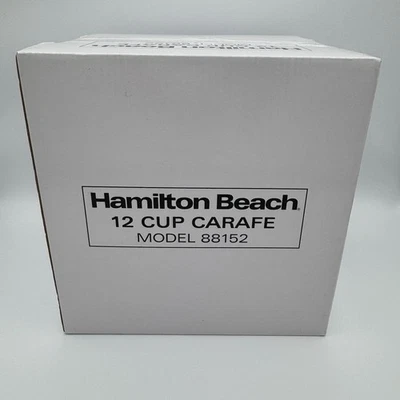 Hamilton Beach®
12 CUP CARAFE
MODEL 88152